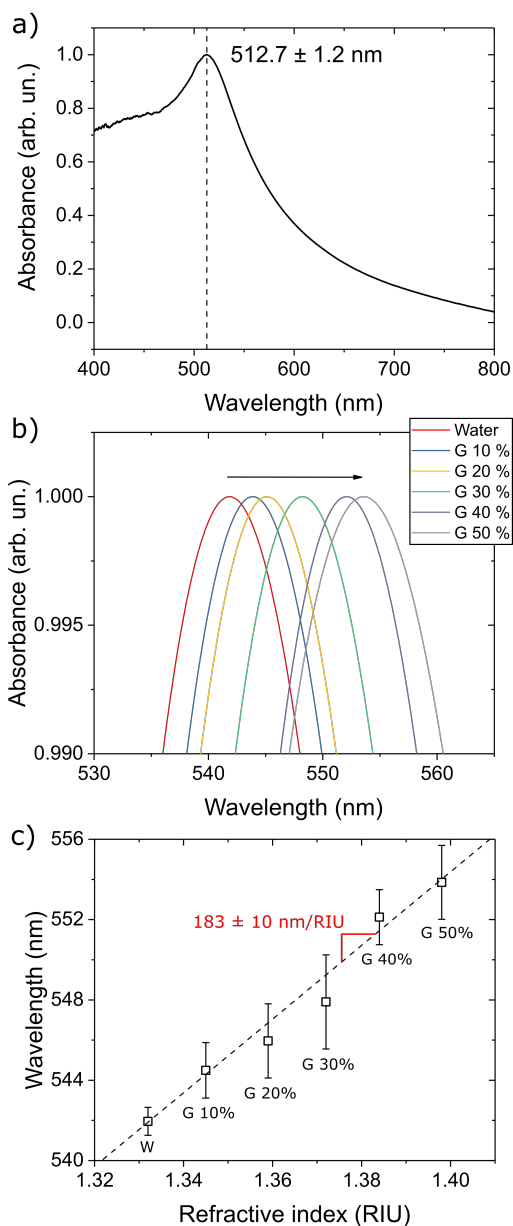 a)
512.7 ± 1.2 nm
Absorbance (arb. un.)
1.0
0.8
0.6
0.4
0.2
0.0
400 500 600 700 800
Wavelength (nm)
b)
Water
G 10 %
G 20 %
G 30 %
G 40 %
G 50 %
Absorbance (arb. un.)
1.000
0.995
0.990
530 540 550 560
Wavelength (nm)
c)
Wavelength (nm)
556
552
548
544
540
183 ± 10 nm/RIU
W
G 10%
G 20%
G 30%
G 40%
G 50%
1.32 1.34 1.36 1.38 1.40
Refractive index (RIU)